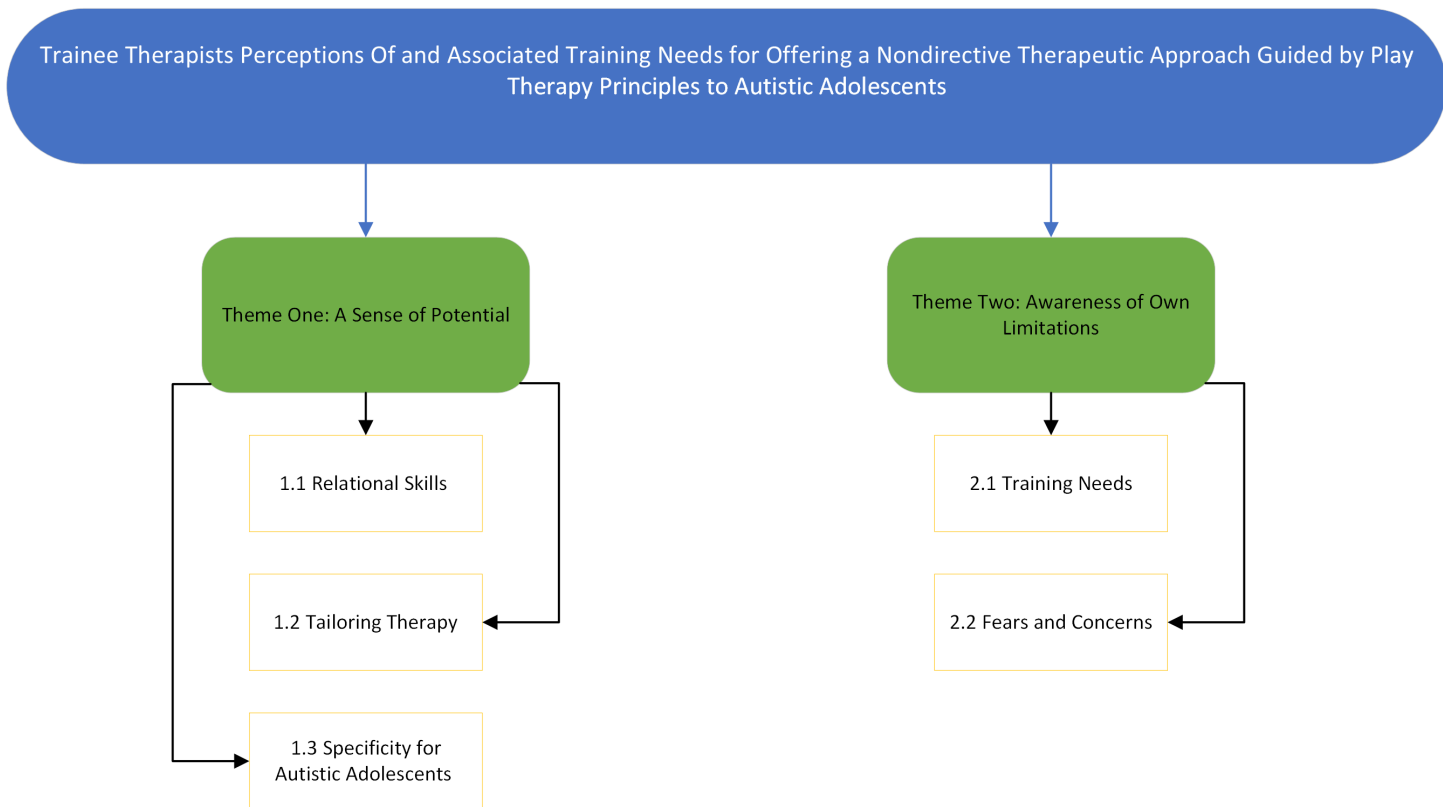 Trainee Therapists Perceptions Of and Associated Training Needs for Offering a Nondirective Therapeutic Approach Guided by Play
Therapy Principles to Autistic Adolescents
Theme One: A Sense of Potential
1.1 Relational Skills
1.2 Tailoring Therapy
1.3 Specificity for
Autistic Adolescents
Theme Two: Awareness of Own
Limitations
2.1 Training Needs
2.2 Fears and Concerns